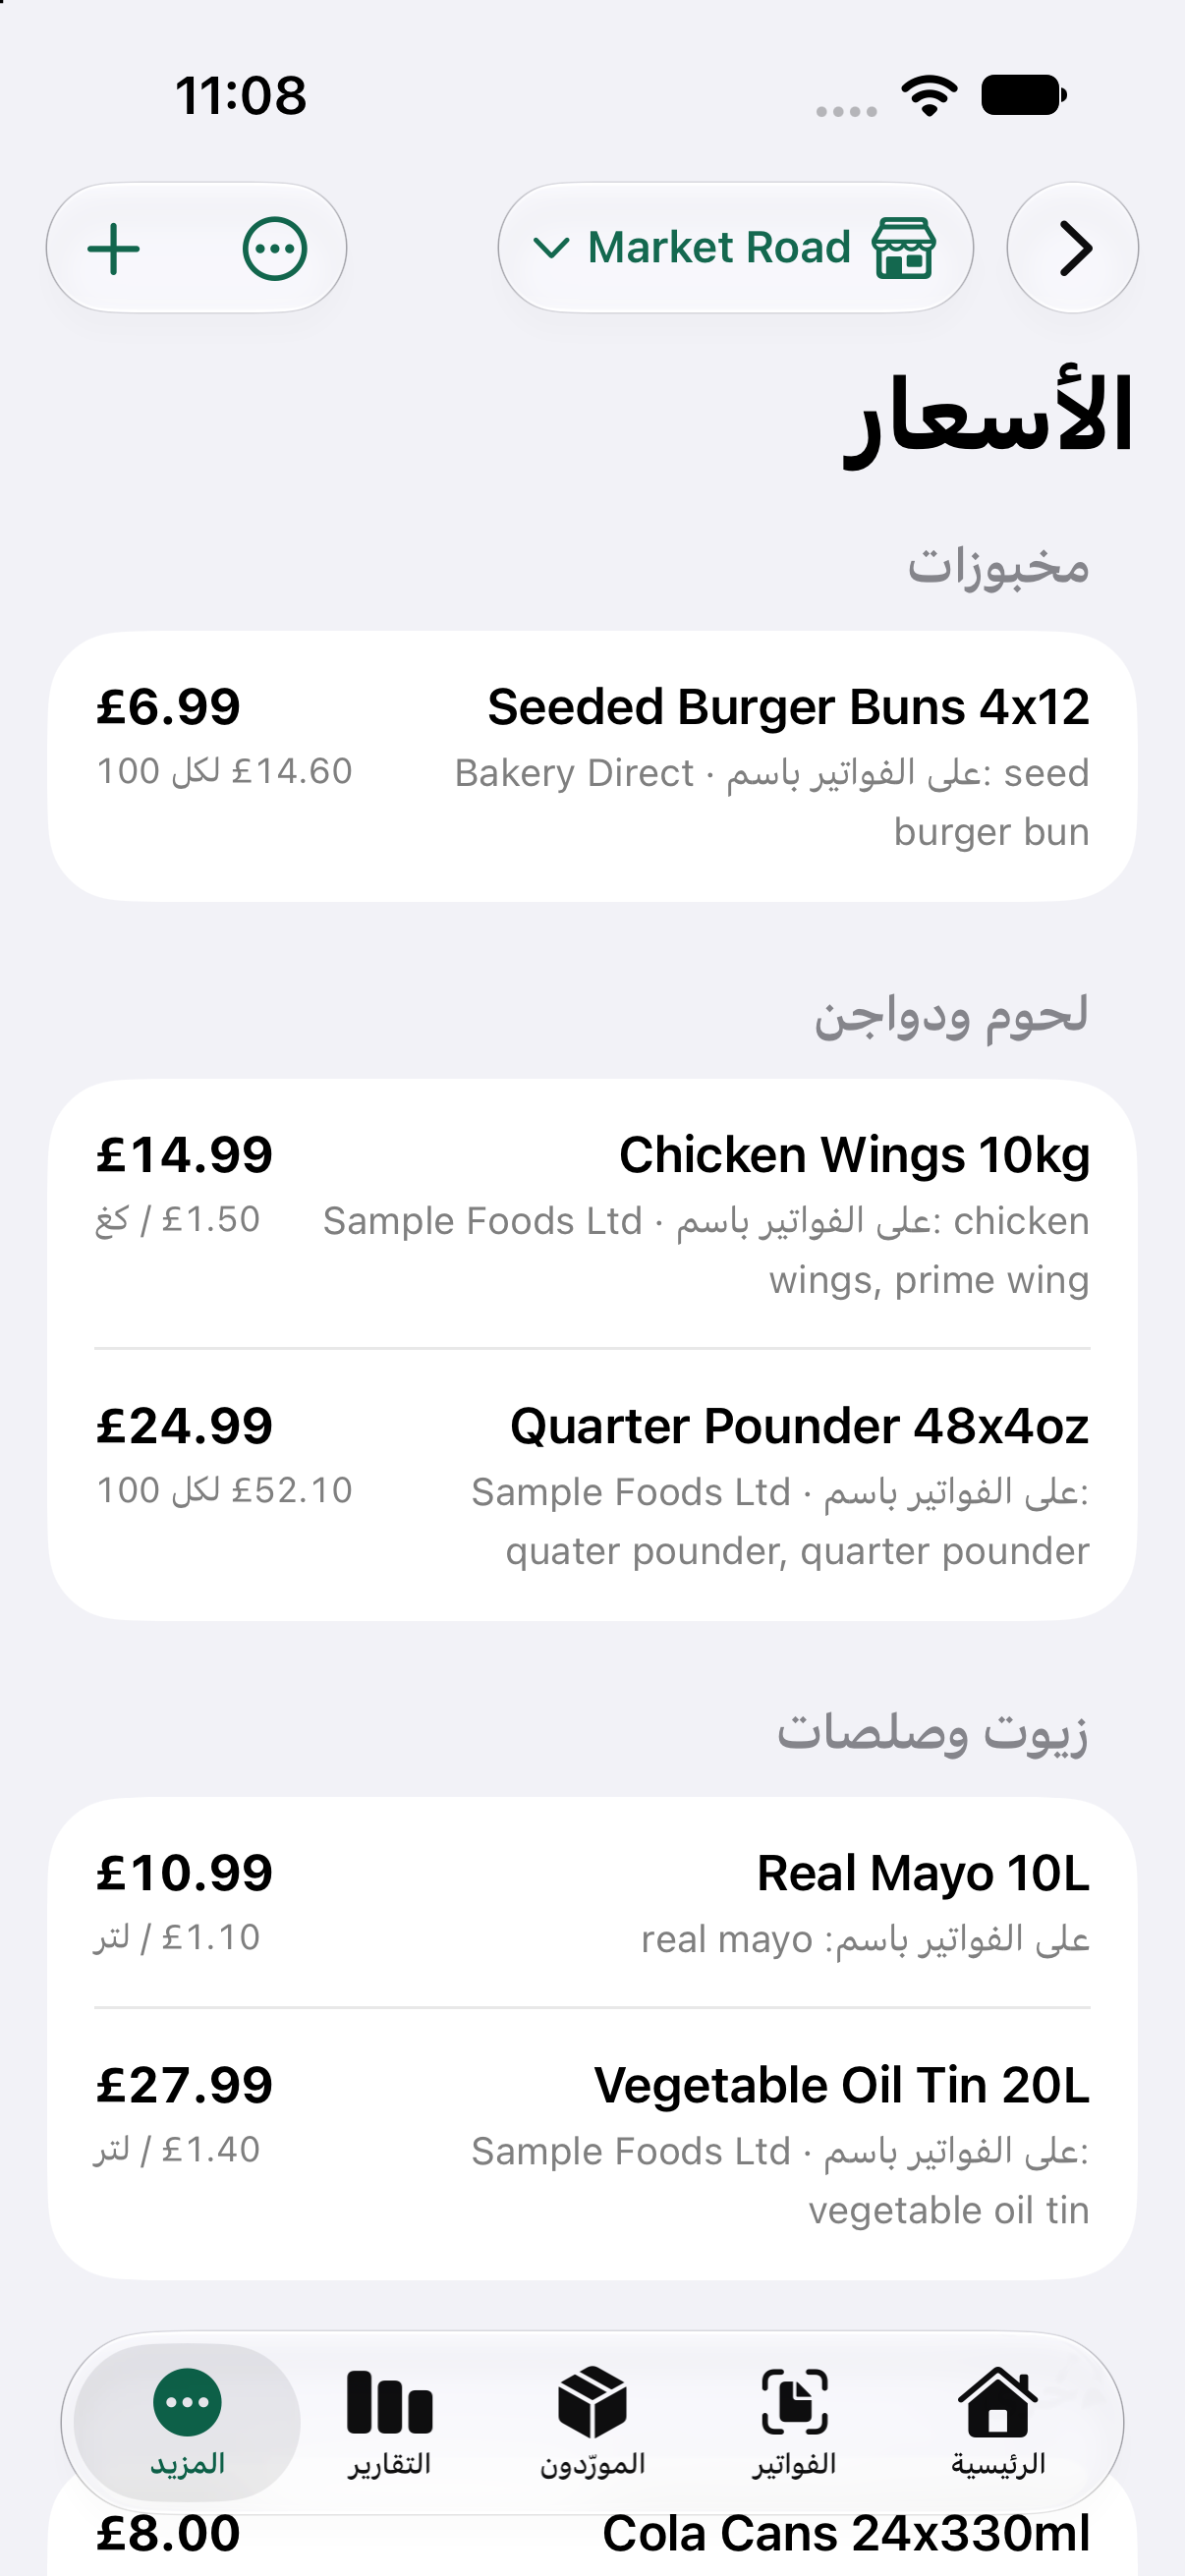 11:08
Market Road
الأسعار
مخبوزات
Seeded Burger Buns 4x12
£6.99
Bakery Direct · على الفواتير باسم: seed
burger bun
£14.60 لكل 100
لحوم ودواجن
Chicken Wings 10kg
£14.99
Sample Foods Ltd · على الفواتير باسم: chicken
wings, prime wing
£1.50 / كغ
Quarter Pounder 48x4oz
£24.99
Sample Foods Ltd · على الفواتير باسم:
quater pounder, quarter pounder
£52.10 لكل 100
زيوت وصلصات
Real Mayo 10L
£10.99
على الفواتير باسم: real mayo
£1.10 / لتر
Vegetable Oil Tin 20L
£27.99
Sample Foods Ltd · على الفواتير باسم:
vegetable oil tin
£1.40 / لتر
الرئيسية
الفواتير
المورّدون
التقارير
المزيد
Cola Cans 24x330ml
£8.00